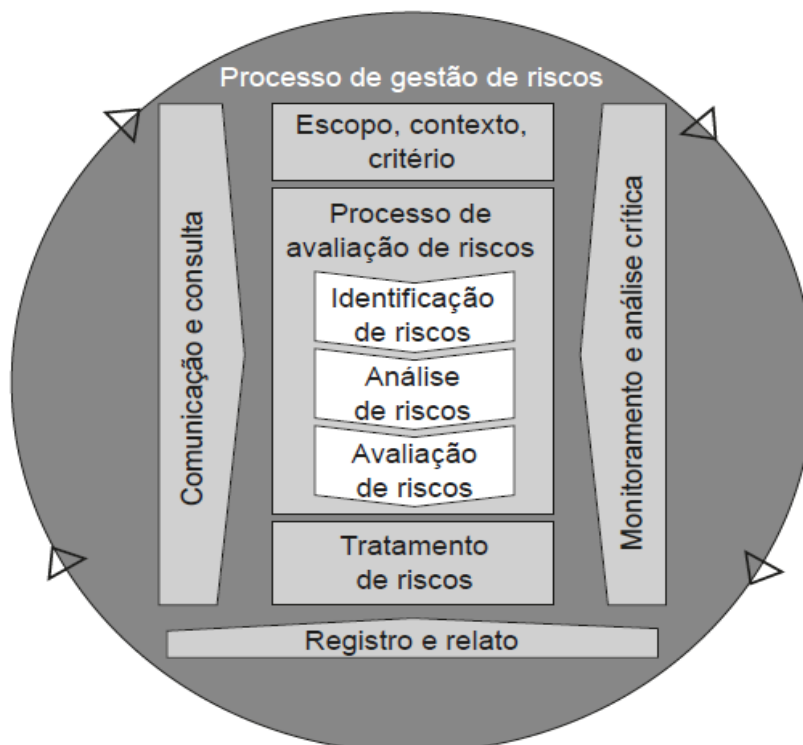 Processo de gestão de riscos
Escopo, contexto,
critério
Processo de
avaliação de riscos
Identificação
de riscos
Análise
de riscos
Avaliação
de riscos
Tratamento
de riscos
Comunicação e consulta
Monitoramento e análise crítica
Registro e relato